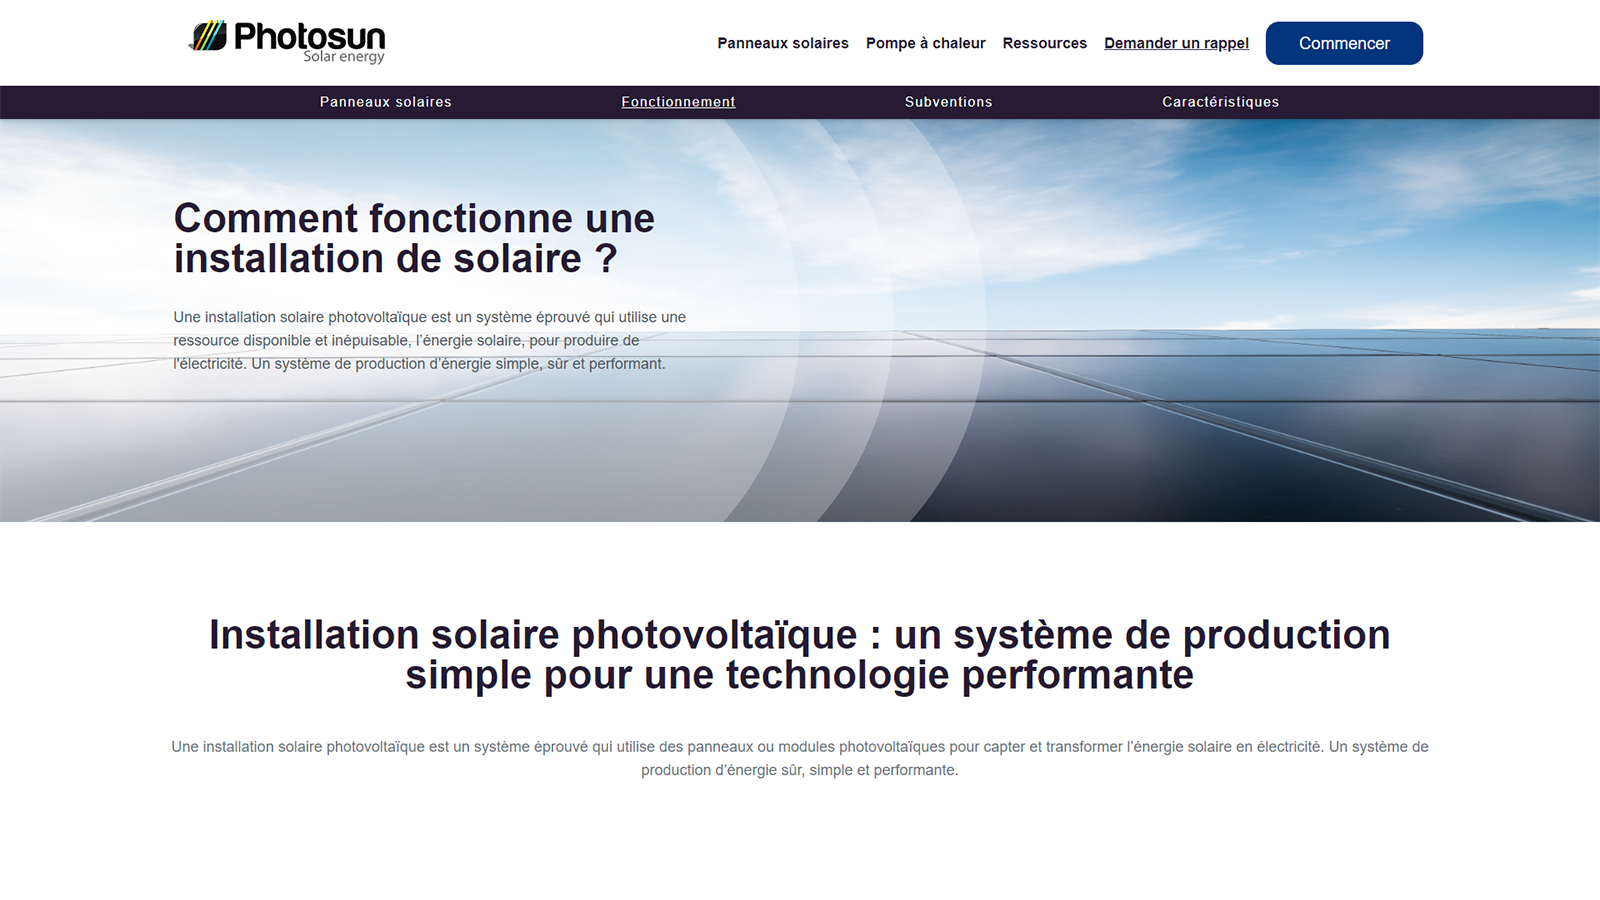 Photosun
Solar energy
Panneaux solaires
Pompe à chaleur
Ressources
Demander un rappel
Commencer
Panneaux solaires
Fonctionnement
Subventions
Caractéristiques
Comment fonctionne une
installation de solaire ?
Une installation solaire photovoltaïque est un système éprouvé qui utilise une
ressource disponible et inépuisable, l’énergie solaire, pour produire de
l’électricité. Un système de production d’énergie simple, sûr et performant.
Installation solaire photovoltaïque : un système de production
simple pour une technologie performante
Une installation solaire photovoltaïque est un système éprouvé qui utilise des panneaux ou modules photovoltaïques pour capter et transformer l’énergie solaire en électricité. Un système de
production d’énergie sûr, simple et performante.